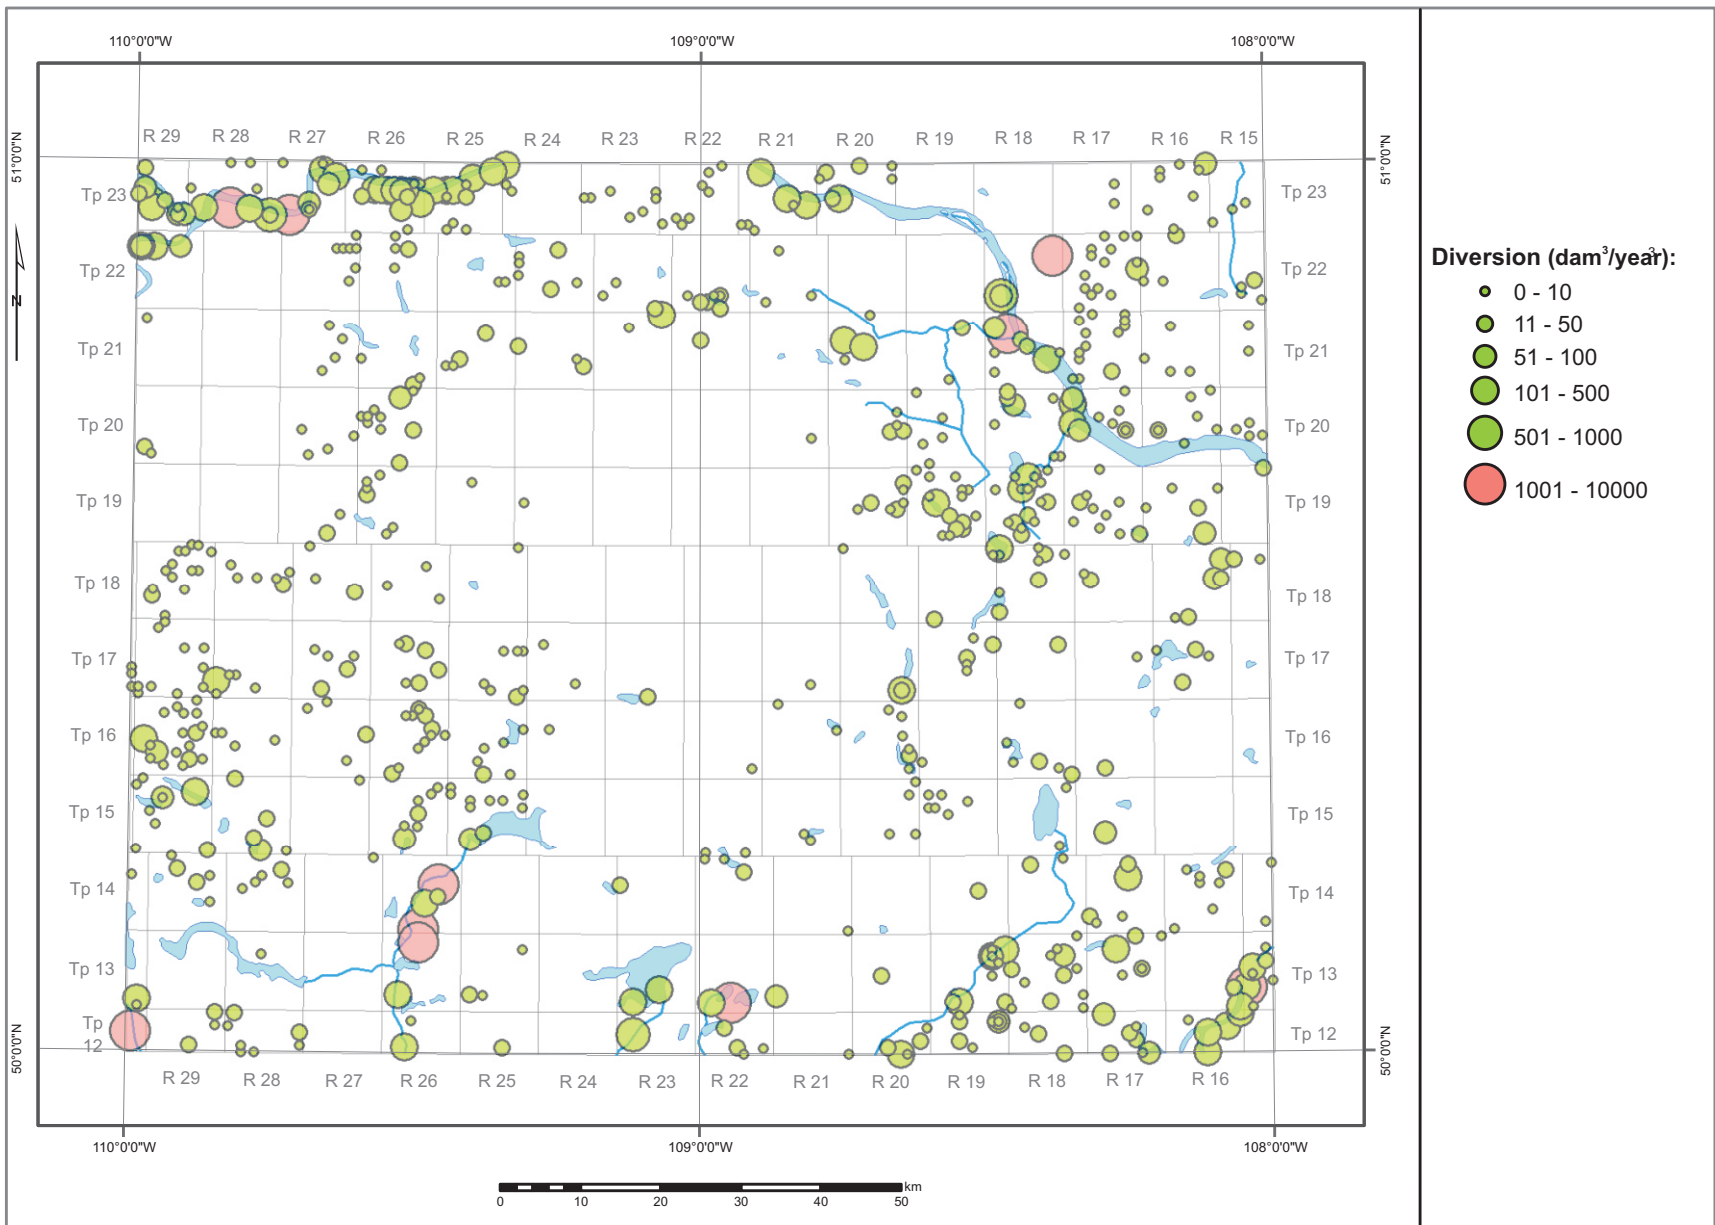 110°0'0"W 109°0'0"W 108°0'0"W
51°0'0"N
51°0'0"N
R 29 R 28 R 27 R 26 R 25 R 24 R 23 R 22 R 21 R 20 R 19 R 18 R 17 R 16 R 15
Tp 23 Tp 23
Tp 22 Tp 22
Tp 21 Tp 21
Tp 20 Tp 20
Tp 19 Tp 19
Tp 18 Tp 18
Tp 17 Tp 17
Tp 16 Tp 16
Tp 15 Tp 15
Tp 14 Tp 14
Tp 13 Tp 13
Tp 12 Tp 12
50°0'0"N
50°0'0"N
R 29 R 28 R 27 R 26 R 25 R 24 R 23 R 22 R 21 R 20 R 19 R 18 R 17 R 16
110°0'0"W 109°0'0"W 108°0'0"W
N
0 10 20 30 40 50 km
Diversion (dam³/year³):
0 - 10
11 - 50
51 - 100
101 - 500
501 - 1000
1001 - 10000